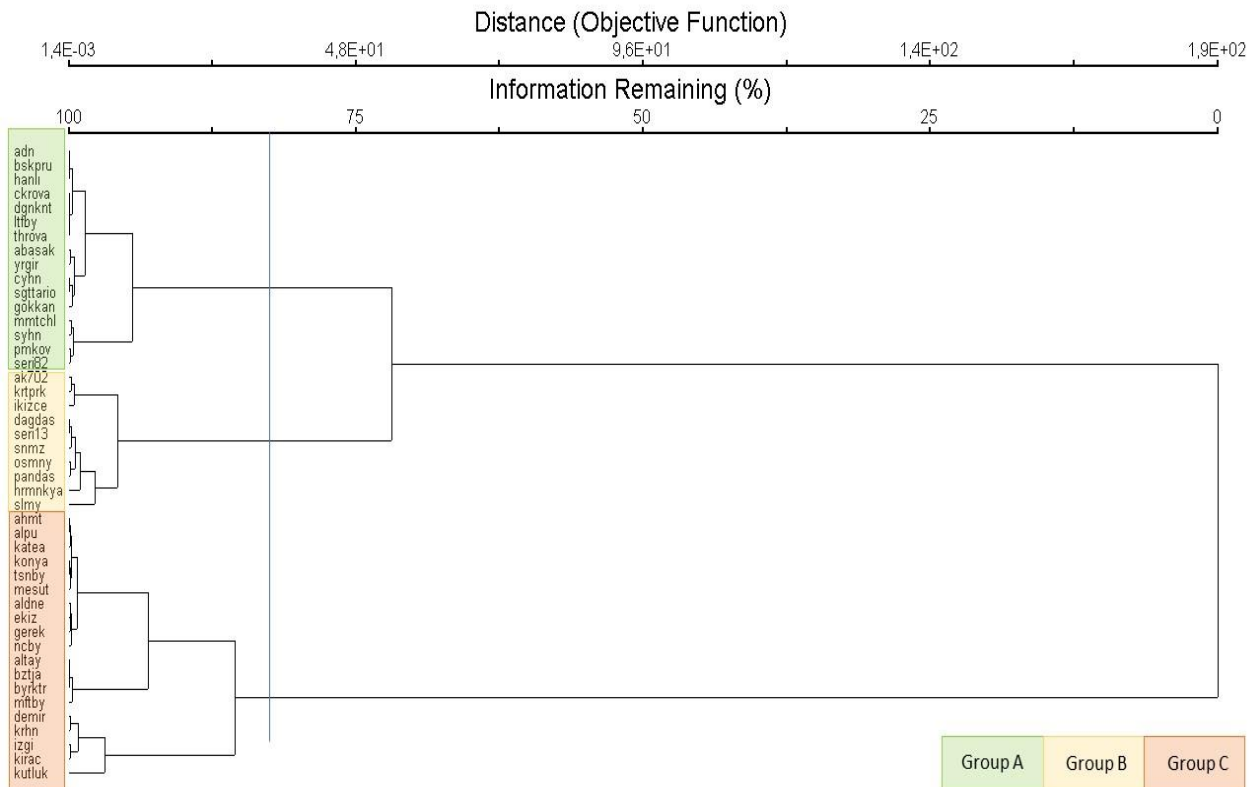 Distance (Objective Function)
1,4E-03 4,8E+01 9,6E+01 1,4E+02 1,9E+02
Information Remaining (%)
100 75 50 25 0
adn
bskpru
hanli
ckrova
dgnknt
ltfby
throva
abasak
yrgir
cyhn
sgttario
gokkan
mmtchl
syhn
pmkov
seri82
ak702
krtprk
ikizce
dagdas
seri13
snmz
osmny
pandas
hrmnkya
slmy
ahmt
alpu
katea
konya
tsnby
mesut
aldne
ekiz
gerek
ncby
altay
bztja
byrktr
mftby
demir
krhn
izgi
kirac
kutluk
Group A Group B Group C